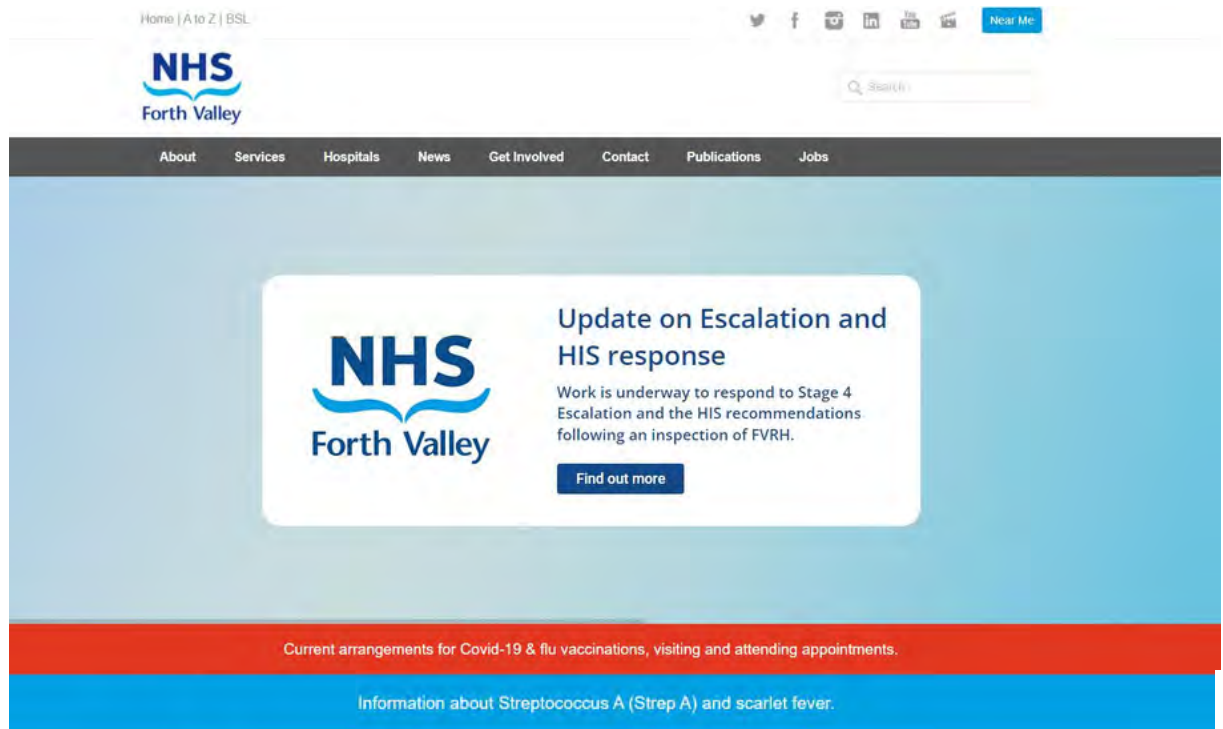 Home | A to Z | BSL
You
Tube
Near Me
NHS
Forth Valley
Search
About Services Hospitals News Get Involved Contact Publications Jobs
NHS
Forth Valley
Update on Escalation and
HIS response
Work is underway to respond to Stage 4
Escalation and the HIS recommendations
following an inspection of FVRH.
Find out more
Current arrangements for Covid-19 & flu vaccinations, visiting and attending appointments.
Information about Streptococcus A (Strep A) and scarlet fever.